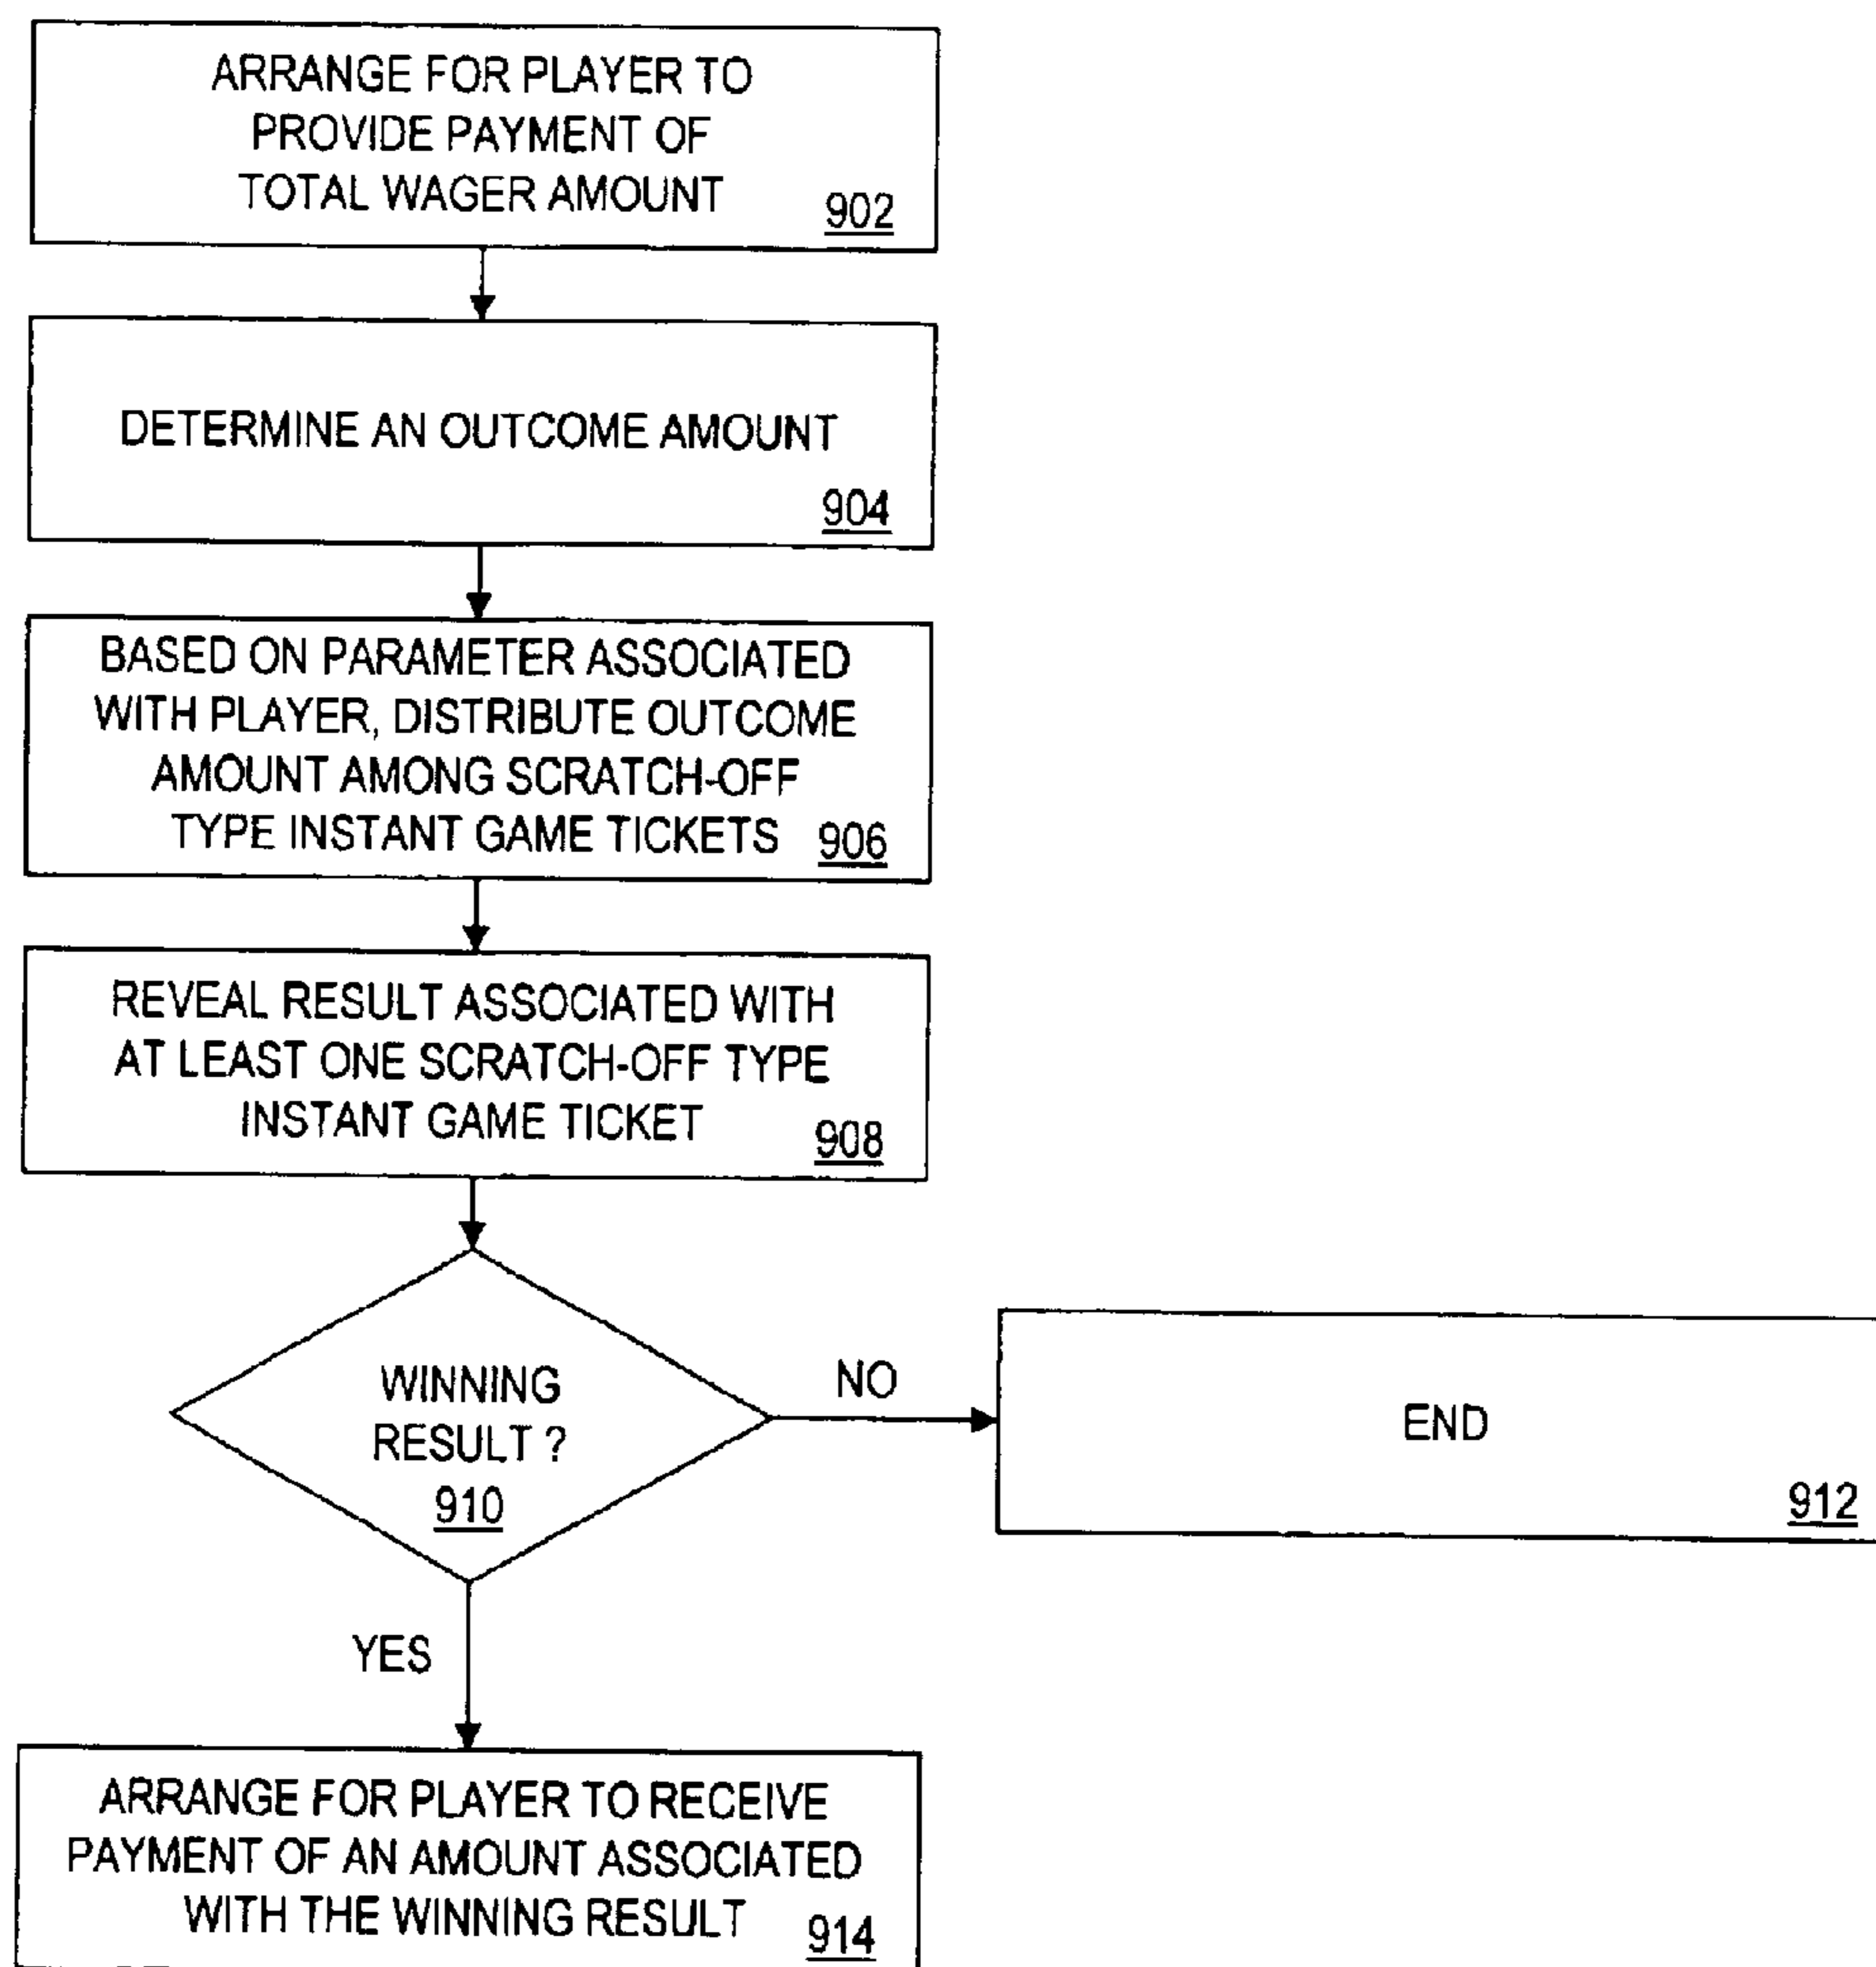 ARRANGE FOR PLAYER TO
PROVIDE PAYMENT OF
TOTAL WAGER AMOUNT
902
DETERMINE AN OUTCOME AMOUNT
904
BASED ON PARAMETER ASSOCIATED
WITH PLAYER, DISTRIBUTE OUTCOME
AMOUNT AMONG SCRATCH-OFF
TYPE INSTANT GAME TICKETS
906
REVEAL RESULT ASSOCIATED WITH
AT LEAST ONE SCRATCH-OFF TYPE
INSTANT GAME TICKET
908
WINNING
RESULT ?
910
NO
END
912
YES
ARRANGE FOR PLAYER TO RECEIVE
PAYMENT OF AN AMOUNT ASSOCIATED
WITH THE WINNING RESULT
914